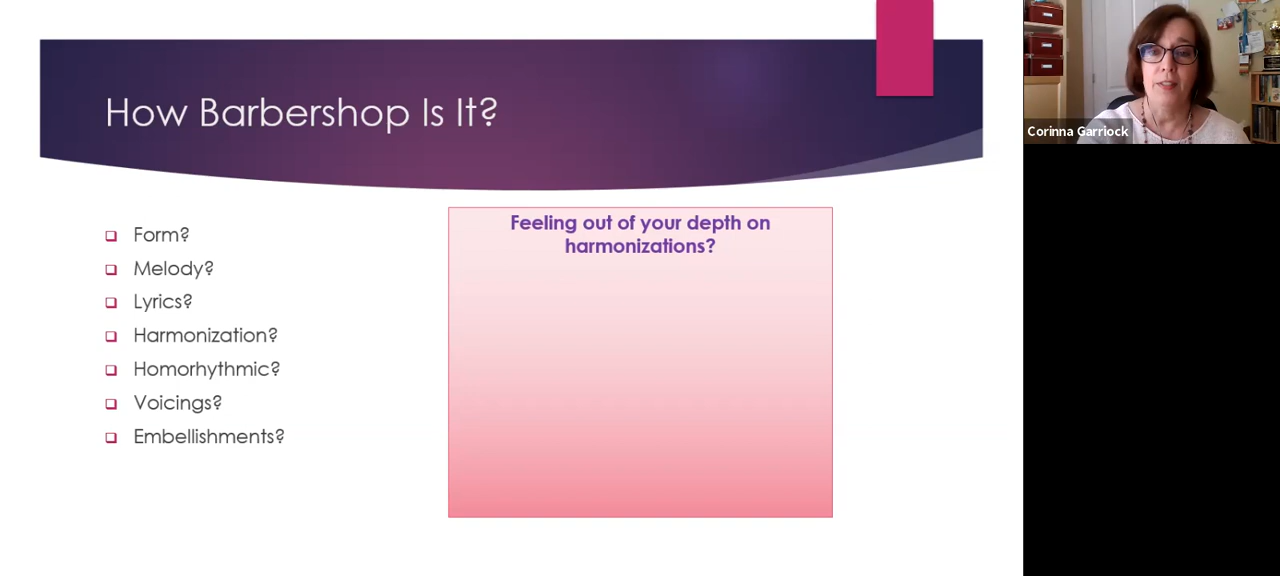 How Barbershop Is It?
Form?
Melody?
Lyrics?
Harmonization?
Homorhythmic?
Voicings?
Embellishments?
Feeling out of your depth on
harmonizations?
Corinna Garriock